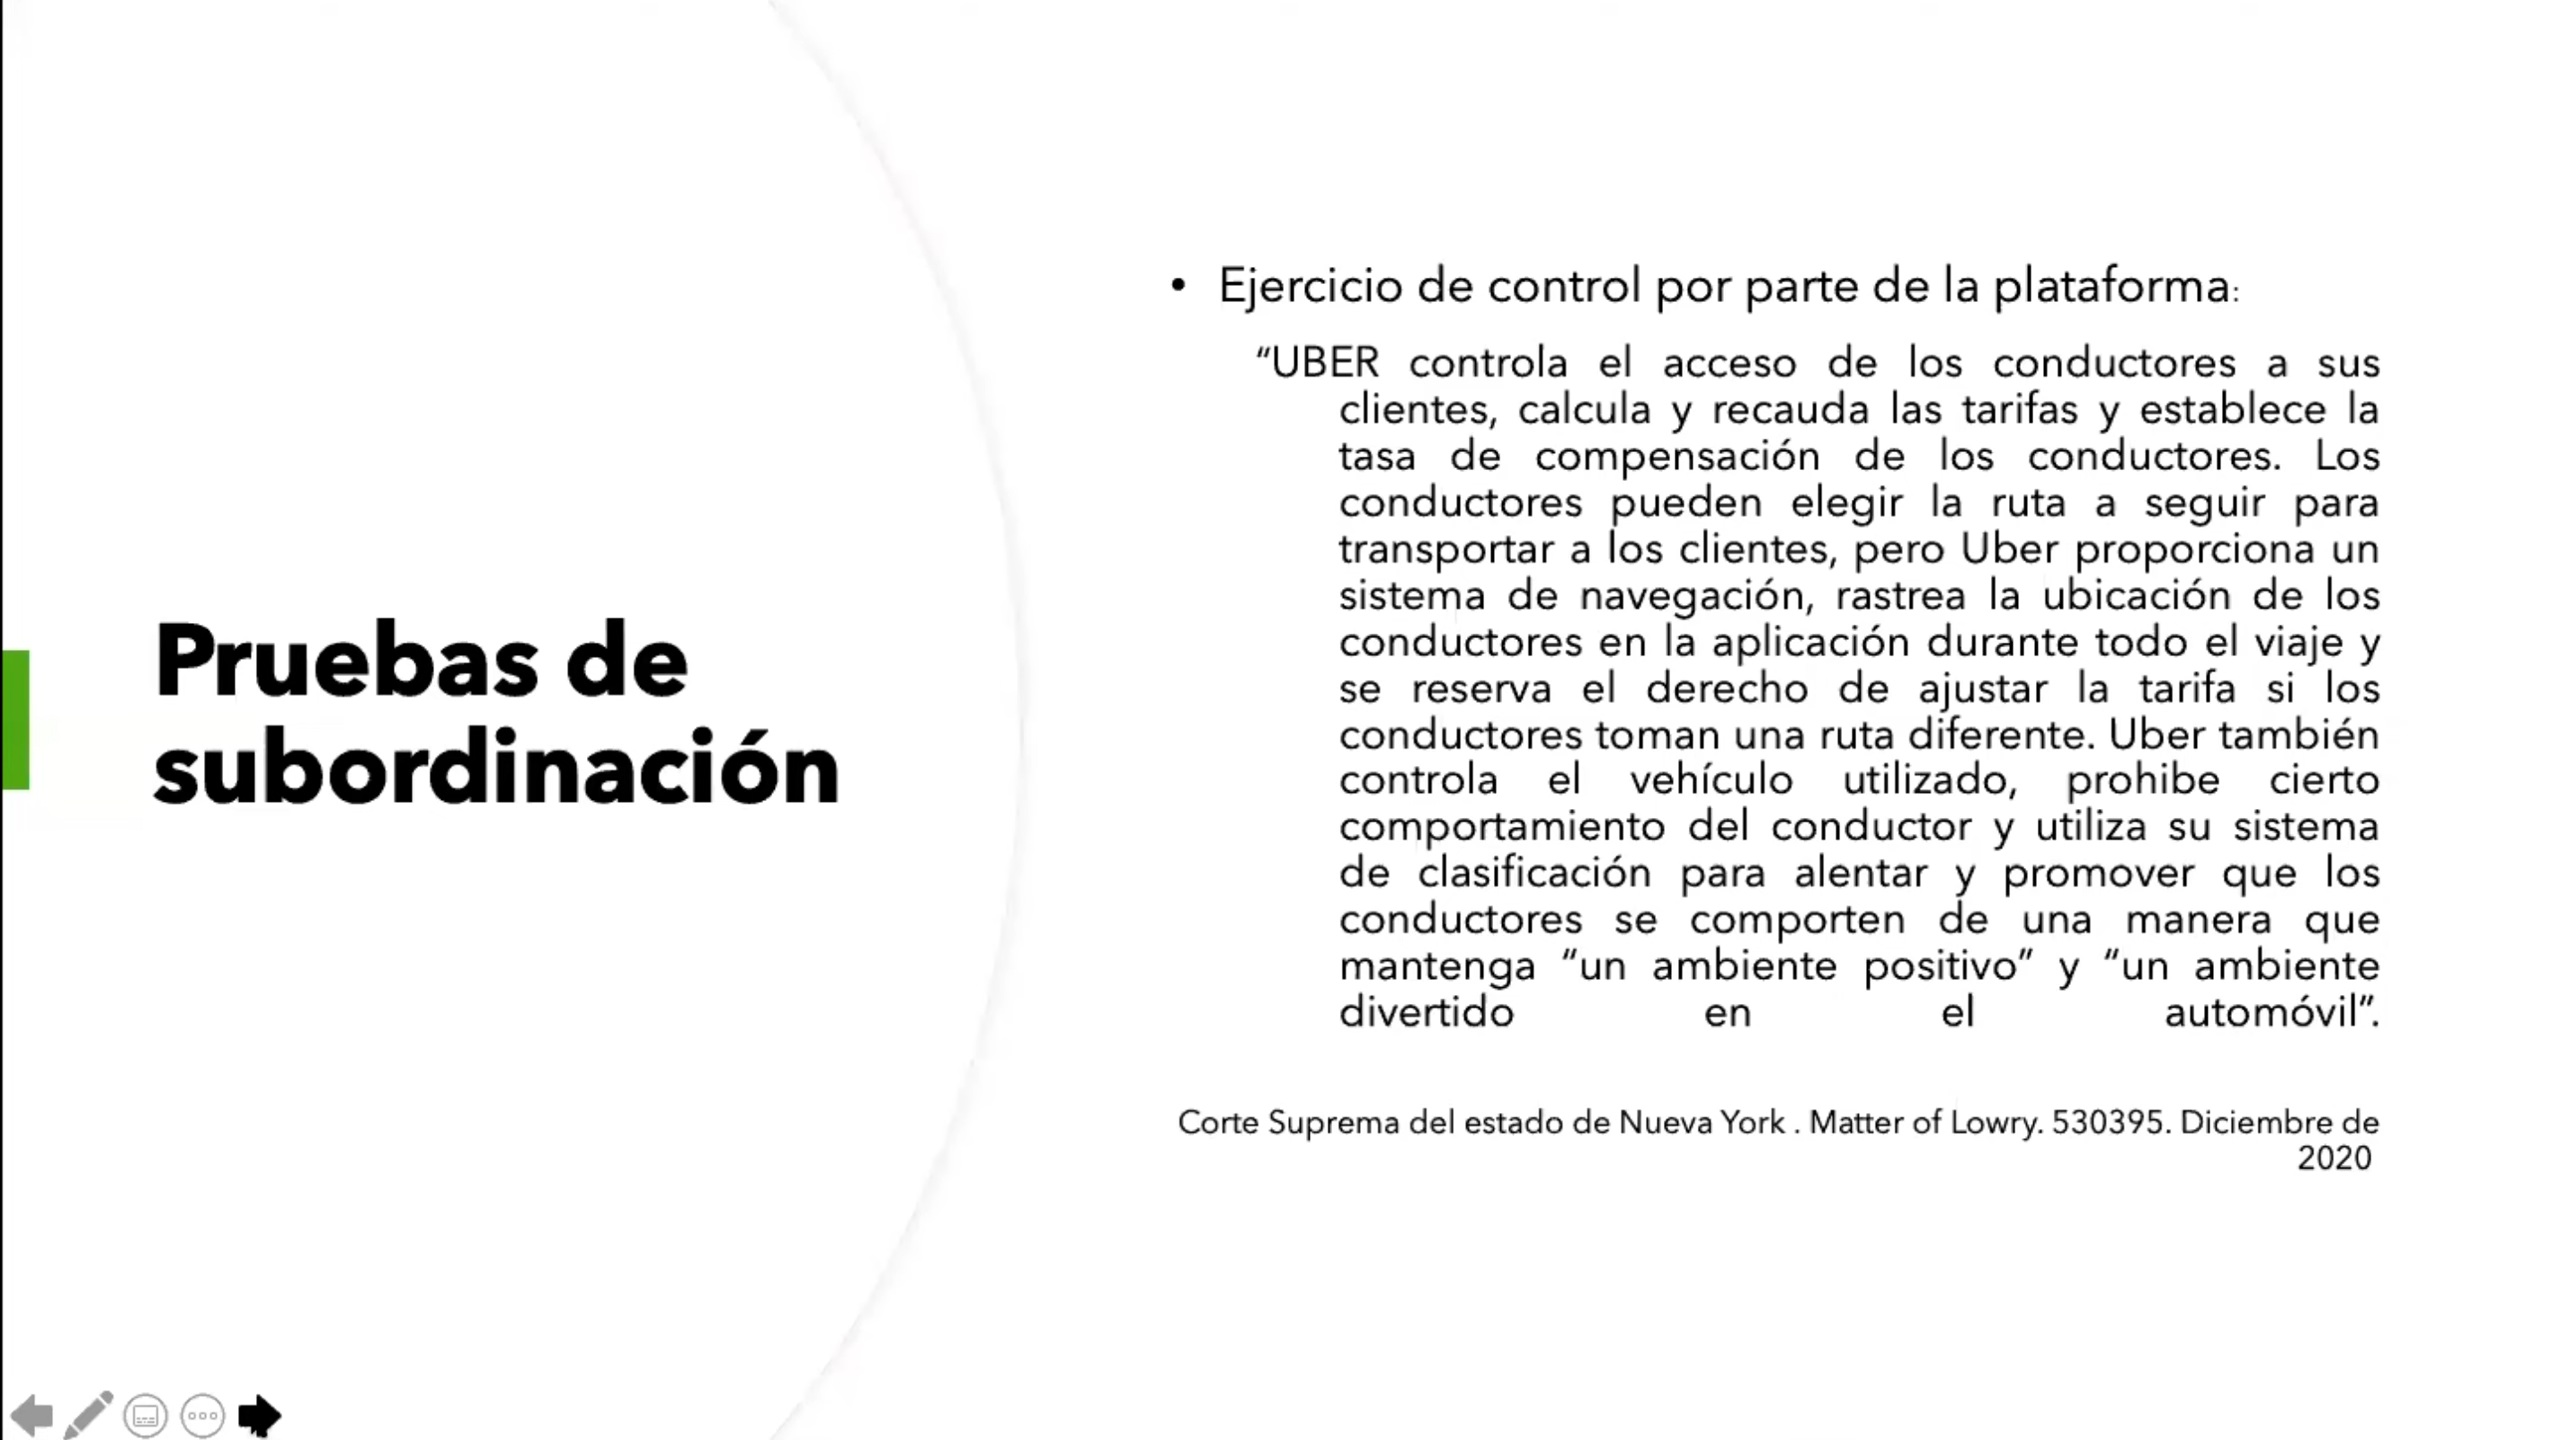 Pruebas de
subordinación
• Ejercicio de control por parte de la plataforma:
“UBER controla el acceso de los conductores a sus
clientes, calcula y recauda las tarifas y establece la
tasa de compensación de los conductores. Los
conductores pueden elegir la ruta a seguir para
transportar a los clientes, pero Uber proporciona un
sistema de navegación, rastrea la ubicación de los
conductores en la aplicación durante todo el viaje y
se reserva el derecho de ajustar la tarifa si los
conductores toman una ruta diferente. Uber también
controla el vehículo utilizado, prohibe cierto
comportamiento del conductor y utiliza su sistema
de clasificación para alentar y promover que los
conductores se comporten de una manera que
mantenga “un ambiente positivo” y “un ambiente
divertido en el automóvil”.
Corte Suprema del estado de Nueva York . Matter of Lowry. 530395. Diciembre de
2020